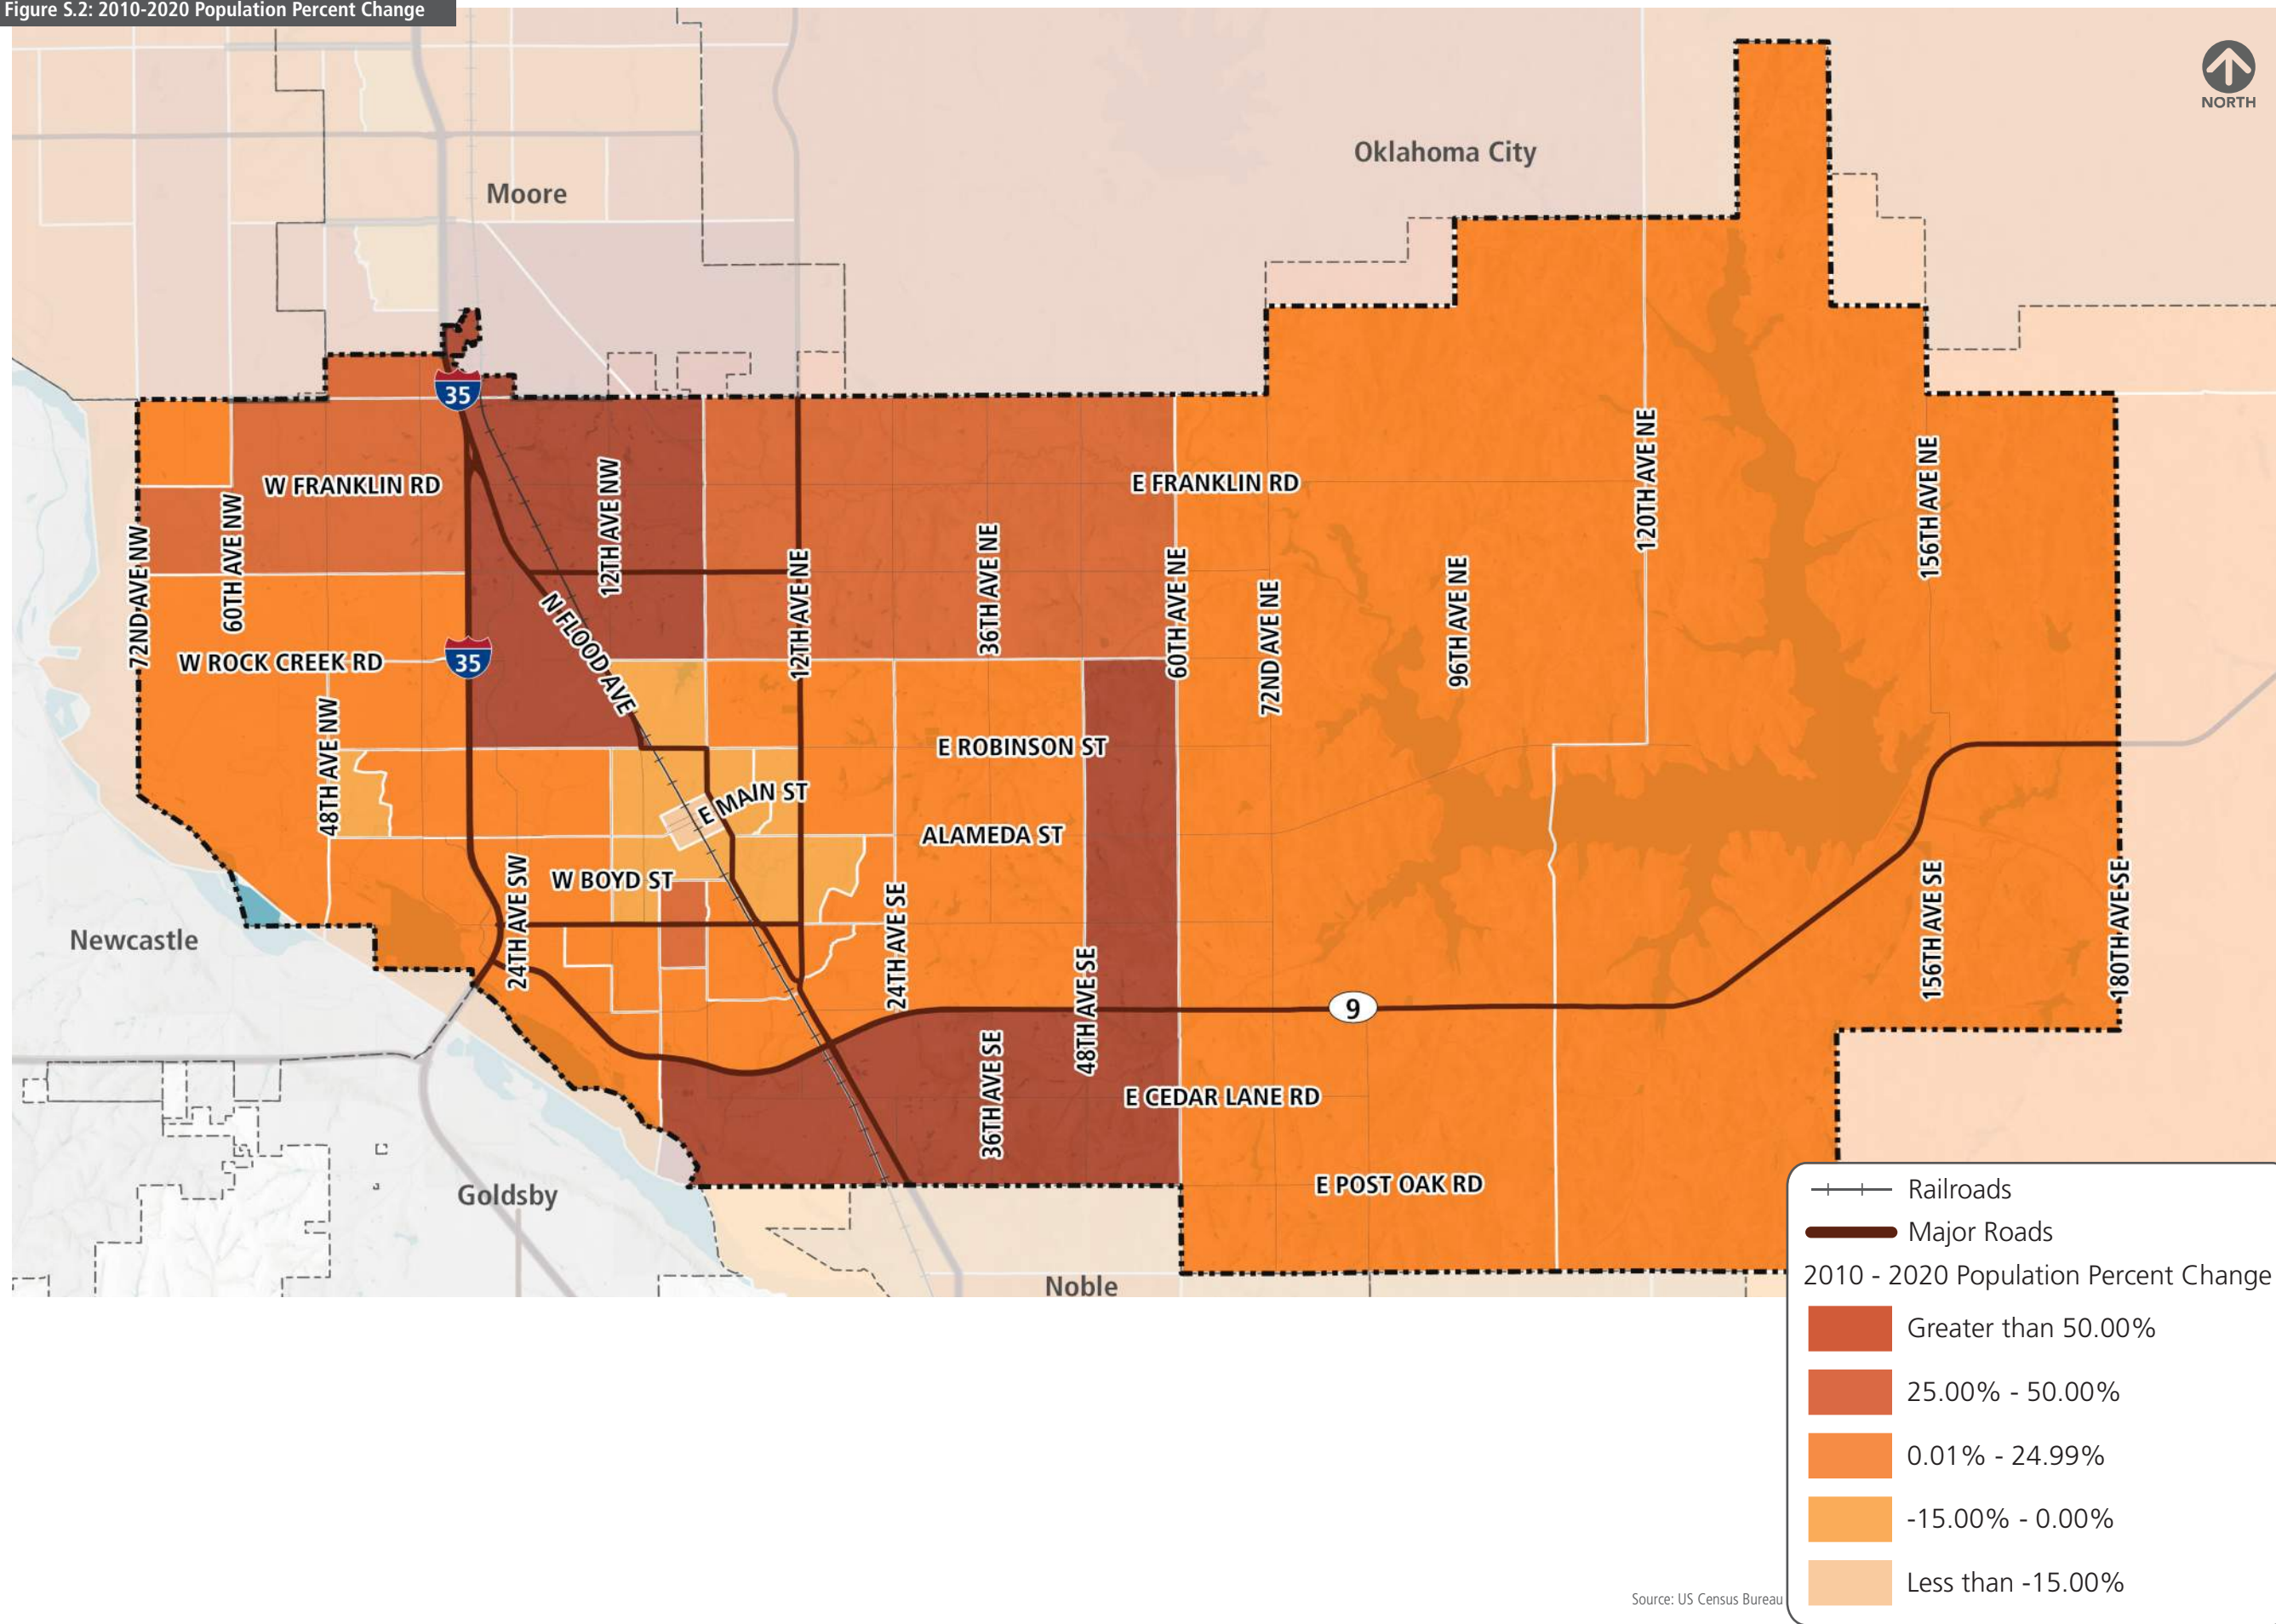 Figure S.2: 2010-2020 Population Percent Change
NORTH
Oklahoma City
Moore
35
W FRANKLIN RD
E FRANKLIN RD
12TH AVE NW
60TH AVE NW
72ND AVE NW
120TH AVE NE
156TH AVE NE
36TH AVE NE
12TH AVE NE
60TH AVE NE
72ND AVE NE
96TH AVE NE
N FLOOD AVE
W ROCK CREEK RD
35
48TH AVE NW
E ROBINSON ST
E MAIN ST
ALAMEDA ST
W BOYD ST
24TH AVE SW
24TH AVE SE
48TH AVE SE
156TH AVE SE
180TH AVE SE
Newcastle
9
36TH AVE SE
E CEDAR LANE RD
E POST OAK RD
Goldsby
Noble
Railroads
Major Roads
2010 - 2020 Population Percent Change
Greater than 50.00%
25.00% - 50.00%
0.01% - 24.99%
-15.00% - 0.00%
Less than -15.00%
Source: US Census Bureau